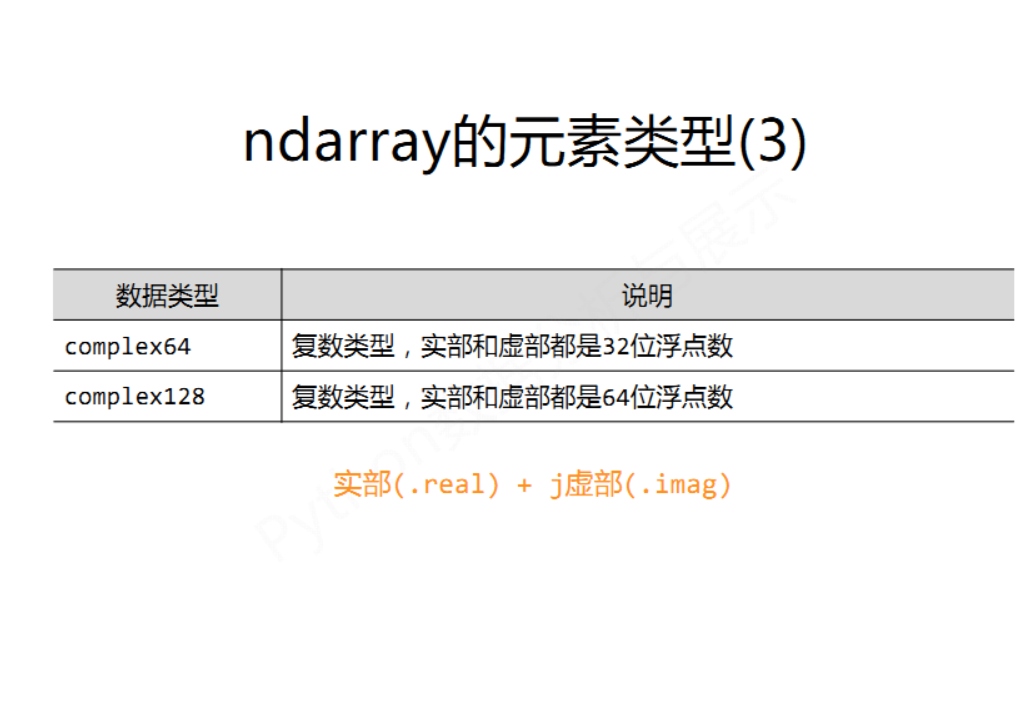 ndarray的元素类型(3)
数据类型 说明
complex64 复数类型，实部和虚部都是32位浮点数
complex128 复数类型，实部和虚部都是64位浮点数
实部(.real) + j虚部(.imag)